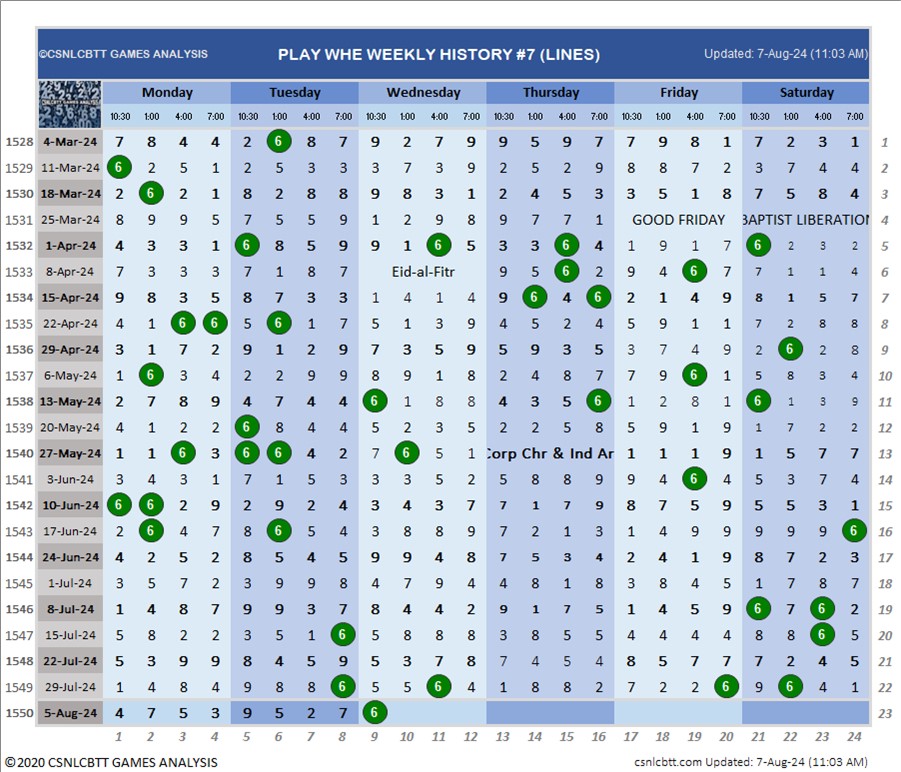 ©CSNLCBTT GAMES ANALYSIS PLAY WHE WEEKLY HISTORY #7 (LINES) Updated: 7-Aug-24 (11:03 AM)
Monday Tuesday Wednesday Thursday Friday Saturday
10:30 1:00 4:00 7:00 10:30 1:00 4:00 7:00 10:30 1:00 4:00 7:00 10:30 1:00 4:00 7:00 10:30 1:00 4:00 7:00 10:30 1:00 4:00 7:00
1528 4-Mar-24 7 8 4 4 2 6 8 7 9 2 7 9 9 5 9 7 7 9 8 1 7 2 3 1 1
1529 11-Mar-24 6 2 5 1 2 5 3 3 3 7 3 9 2 5 2 9 8 8 7 2 3 7 4 4 2
1530 18-Mar-24 2 6 2 1 8 2 8 8 9 8 3 1 2 4 5 3 3 5 1 8 7 5 8 4 3
1531 25-Mar-24 8 9 9 5 7 5 5 9 1 2 9 8 9 7 7 1 GOOD FRIDAY BAPTIST LIBERATION 4
1532 1-Apr-24 4 3 3 1 6 8 5 9 9 1 6 5 3 3 6 4 1 9 1 7 6 2 3 2 5
1533 8-Apr-24 7 3 3 3 7 1 8 7 Eid-al-Fitr 9 5 6 2 9 4 6 7 7 1 1 4 6
1534 15-Apr-24 9 8 3 5 8 7 3 3 1 4 1 4 9 6 4 6 2 1 4 9 8 1 5 7 7
1535 22-Apr-24 4 1 6 6 5 6 1 7 5 1 3 9 4 5 2 4 5 9 1 1 7 2 8 8 8
1536 29-Apr-24 3 1 7 2 9 1 2 9 7 3 5 9 5 9 3 5 3 7 4 9 2 6 2 8 9
1537 6-May-24 1 6 3 4 2 2 9 9 8 9 1 8 2 4 8 7 7 9 6 1 5 8 3 4 10
1538 13-May-24 2 7 8 9 4 7 4 4 6 1 8 8 4 3 5 6 1 2 8 1 6 1 3 9 11
1539 20-May-24 4 1 2 2 6 8 4 4 5 2 3 5 2 2 5 8 5 9 1 9 1 7 2 2 12
1540 27-May-24 1 1 6 3 6 6 4 2 7 6 5 1 Corp Chr & Ind Ar 1 1 1 9 1 5 7 7 13
1541 3-Jun-24 3 4 3 1 7 1 5 3 3 3 5 2 5 8 8 9 9 4 6 4 5 3 7 4 14
1542 10-Jun-24 6 6 2 9 2 9 2 4 3 4 3 7 7 1 7 9 8 7 5 9 5 5 3 1 15
1543 17-Jun-24 2 6 4 7 8 6 5 4 3 8 8 9 7 2 1 3 1 4 9 9 9 9 9 6 16
1544 24-Jun-24 4 2 5 2 8 5 4 5 9 9 4 8 7 5 3 4 2 4 1 9 8 7 2 3 17
1545 1-Jul-24 3 5 7 2 3 9 9 8 4 7 9 4 4 8 1 8 3 8 4 5 1 7 8 7 18
1546 8-Jul-24 1 4 8 7 9 9 3 7 8 4 4 2 9 1 7 5 1 4 5 9 6 7 6 2 19
1547 15-Jul-24 5 8 2 2 3 5 1 6 5 8 8 8 3 8 5 5 4 4 4 4 8 8 6 5 20
1548 22-Jul-24 5 3 9 9 8 4 5 9 5 3 7 8 7 4 5 4 8 5 7 7 7 2 4 5 21
1549 29-Jul-24 1 4 8 4 9 8 8 6 5 5 6 4 1 8 8 2 7 2 2 6 9 6 4 1 22
1550 5-Aug-24 4 7 5 3 9 5 2 7 6 23
1 2 3 4 5 6 7 8 9 10 11 12 13 14 15 16 17 18 19 20 21 22 23 24
©2020 CSNLCBTT GAMES ANALYSIS csnlcbtt.com Updated: 7-Aug-24 (11:03 AM)